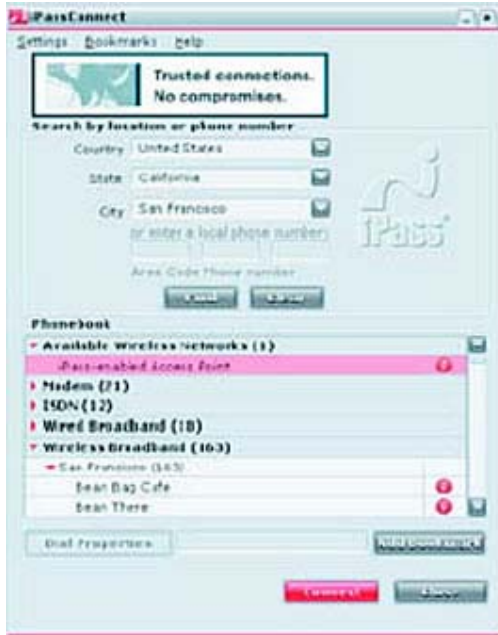 iPassConnect
Settings Bookmarks Help
Trusted connections.
No compromises.
Search by location or phone number
Country United States
State California
City San Francisco
or enter a local phone number
Area Code Phone number
iPass
Phonebook
Available Wireless Networks (1)
iPass-enabled Access Point
Modem (21)
ISDN (12)
Wired Broadband (18)
Wireless Broadband (163)
San Francisco (163)
Bean Bag Cafe
Bean There
Dial Properties
Connect